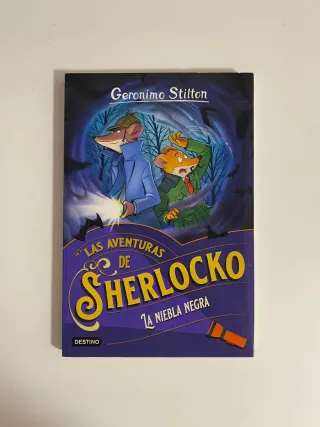 Geronimo Stilton
LAS AVENTURAS
DE
SHERLOCKO
LA NIEBLA NEGRA
DESTINO